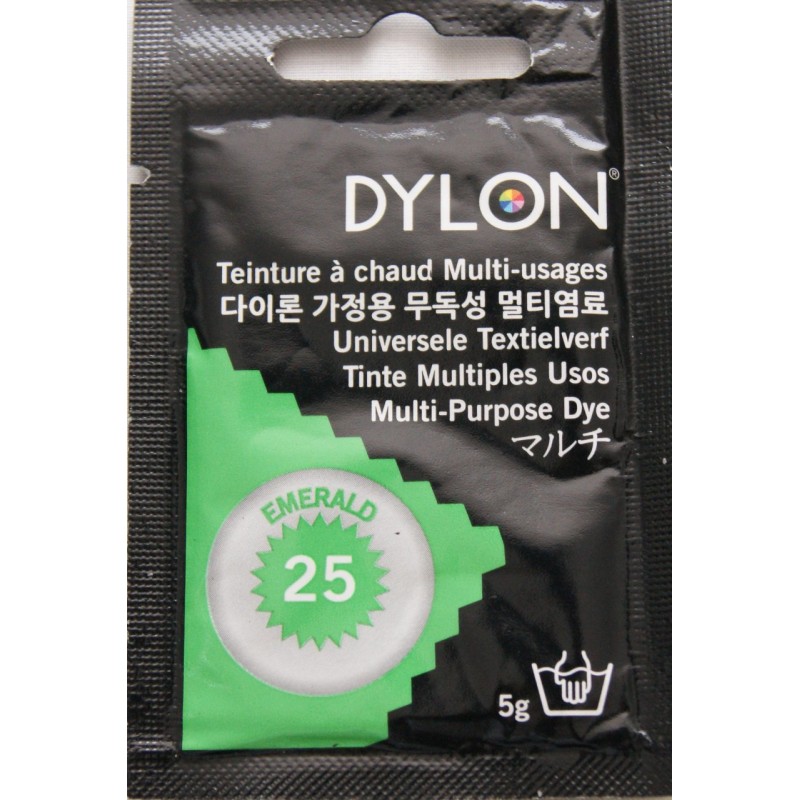 DYLON®
Teinture à chaud Multi-usages
다이론 가정용 무독성 멀티염료
Universele Textielverf
Tinte Multiples Usos
Multi-Purpose Dye
マルチ
EMERALD
25
5g